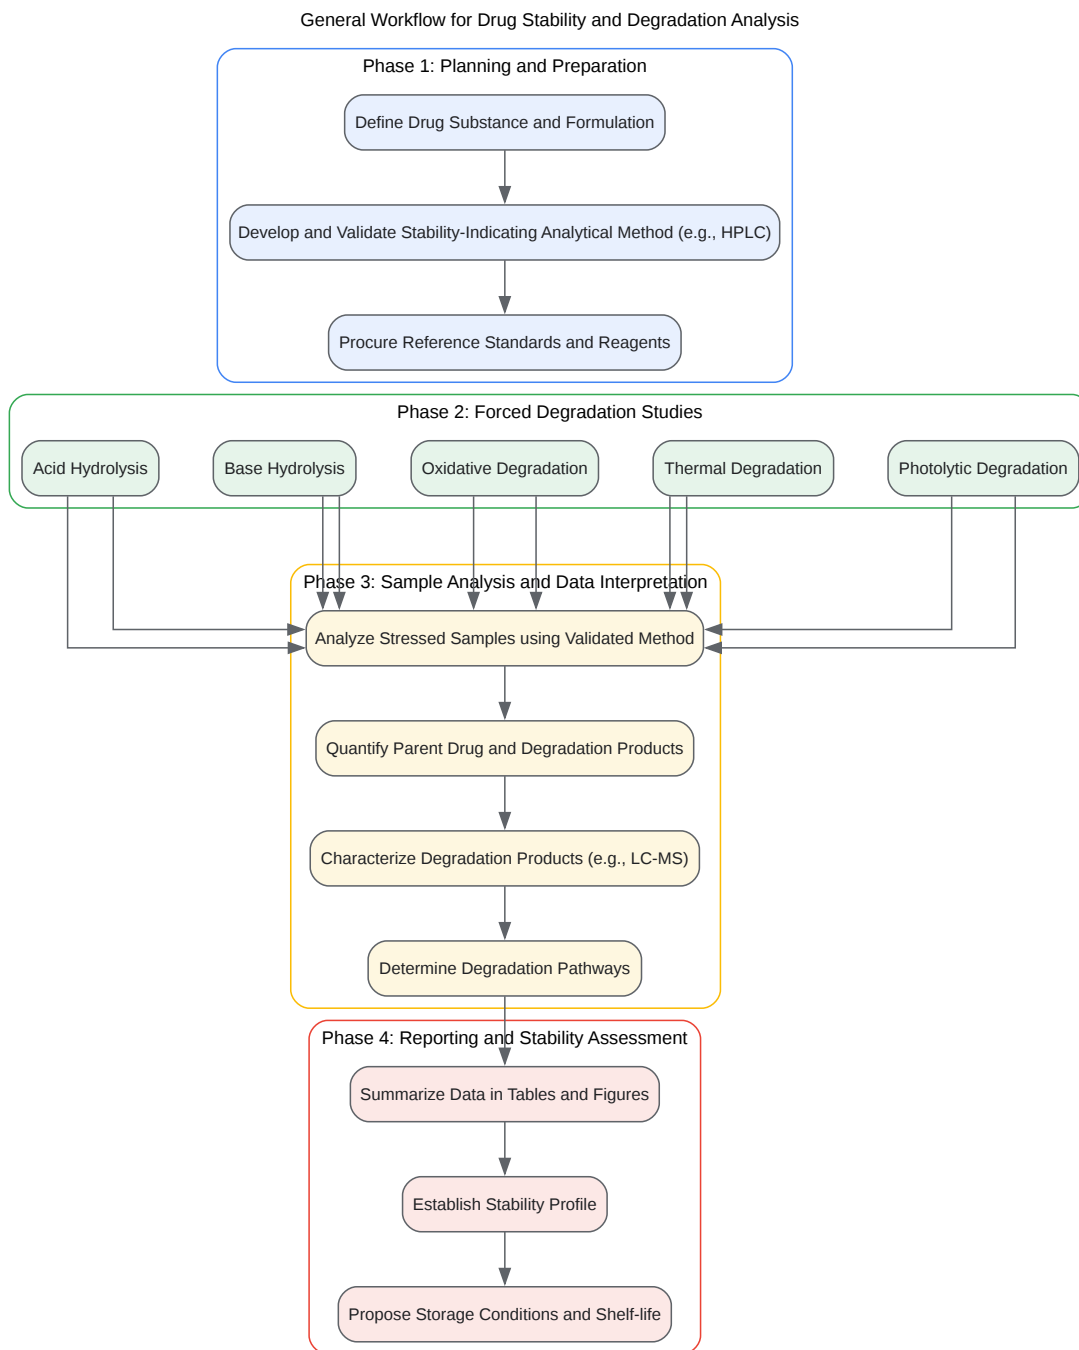 General Workflow for Drug Stability and Degradation Analysis
Phase 1: Planning and Preparation
Define Drug Substance and Formulation
Develop and Validate Stability-Indicating Analytical Method (e.g., HPLC)
Procure Reference Standards and Reagents
Phase 2: Forced Degradation Studies
Acid Hydrolysis
Base Hydrolysis
Oxidative Degradation
Thermal Degradation
Photolytic Degradation
Phase 3: Sample Analysis and Data Interpretation
Analyze Stressed Samples using Validated Method
Quantify Parent Drug and Degradation Products
Characterize Degradation Products (e.g., LC-MS)
Determine Degradation Pathways
Phase 4: Reporting and Stability Assessment
Summarize Data in Tables and Figures
Establish Stability Profile
Propose Storage Conditions and Shelf-life